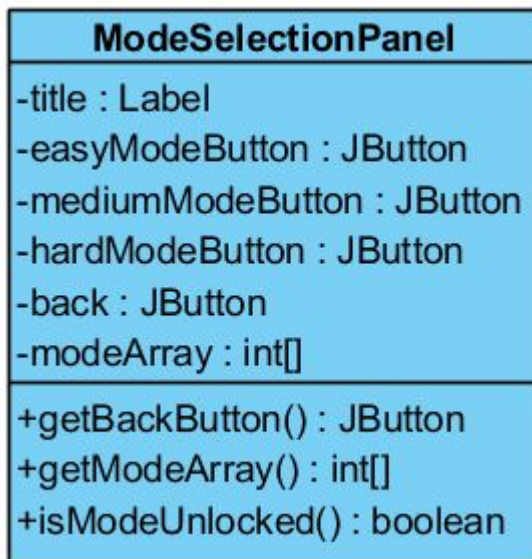 ModeSelectionPanel
-title : Label
-easyModeButton : JButton
-mediumModeButton : JButton
-hardModeButton : JButton
-back : JButton
-modeArray : int[]
+getBackButton() : JButton
+getModeArray() : int[]
+isModeUnlocked() : boolean